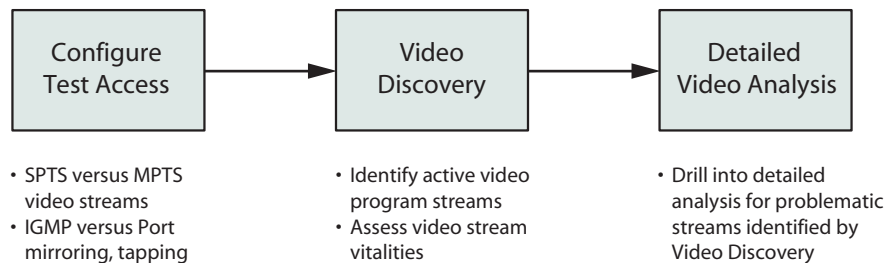 Configure
Test Access
Video
Discovery
Detailed
Video Analysis
• SPTS versus MPTS
video streams
• IGMP versus Port
mirroring, tapping
• Identify active video
program streams
• Assess video stream
vitalities
• Drill into detailed
analysis for problematic
streams identified by
Video Discovery